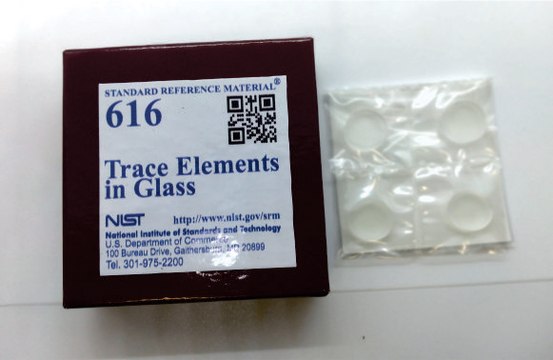 STANDARD REFERENCE MATERIAL®
616
Trace Elements
in Glass
NIST http://www.nist.gov/srm
National Institute of Standards and Technology
U.S. Department of Commerce
100 Bureau Drive, Gaithersburg, MD 20899
Tel. 301-975-2200